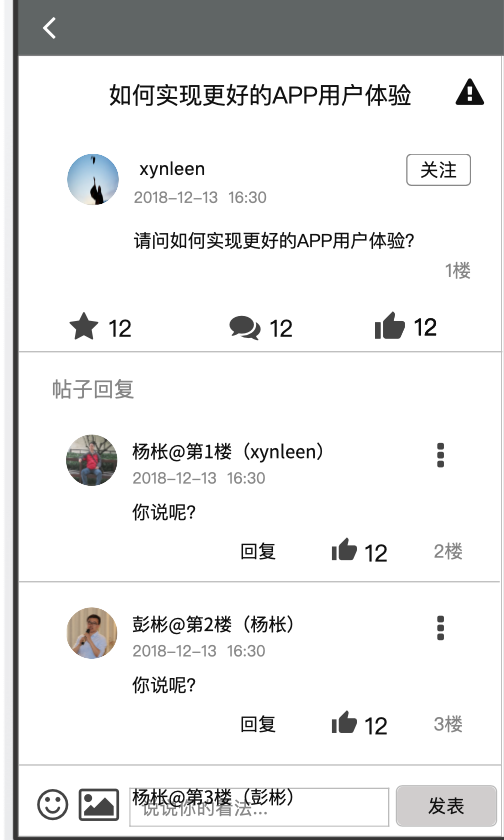 如何实现更好的APP用户体验
xynleen
关注
2018-12-13 16:30
请问如何实现更好的APP用户体验?
1楼
12 12 12
帖子回复
杨枨@第1楼（xynleen）
2018-12-13 16:30
你说呢?
回复 12 2楼
彭彬@第2楼（杨枨）
2018-12-13 16:30
你说呢?
回复 12 3楼
杨枨@第3楼（彭彬）
说说你的看法...
发表